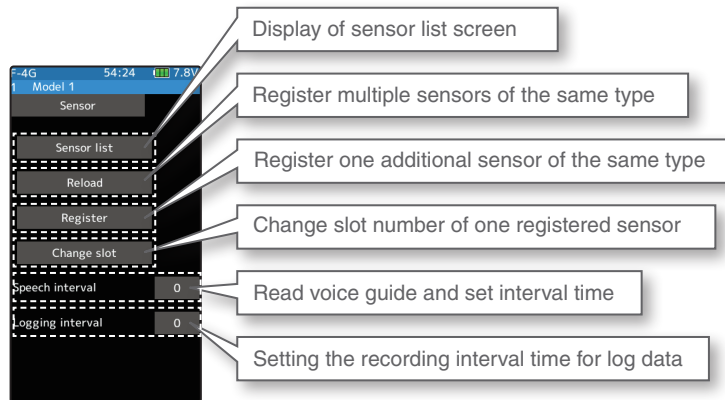 Display of sensor list screen
F-4G 54:24 7.8V
1 Model 1
Sensor
Register multiple sensors of the same type
Sensor list
Reload
Register one additional sensor of the same type
Register
Change slot number of one registered sensor
Change slot
Speech interval 0
Read voice guide and set interval time
Logging interval 0
Setting the recording interval time for log data